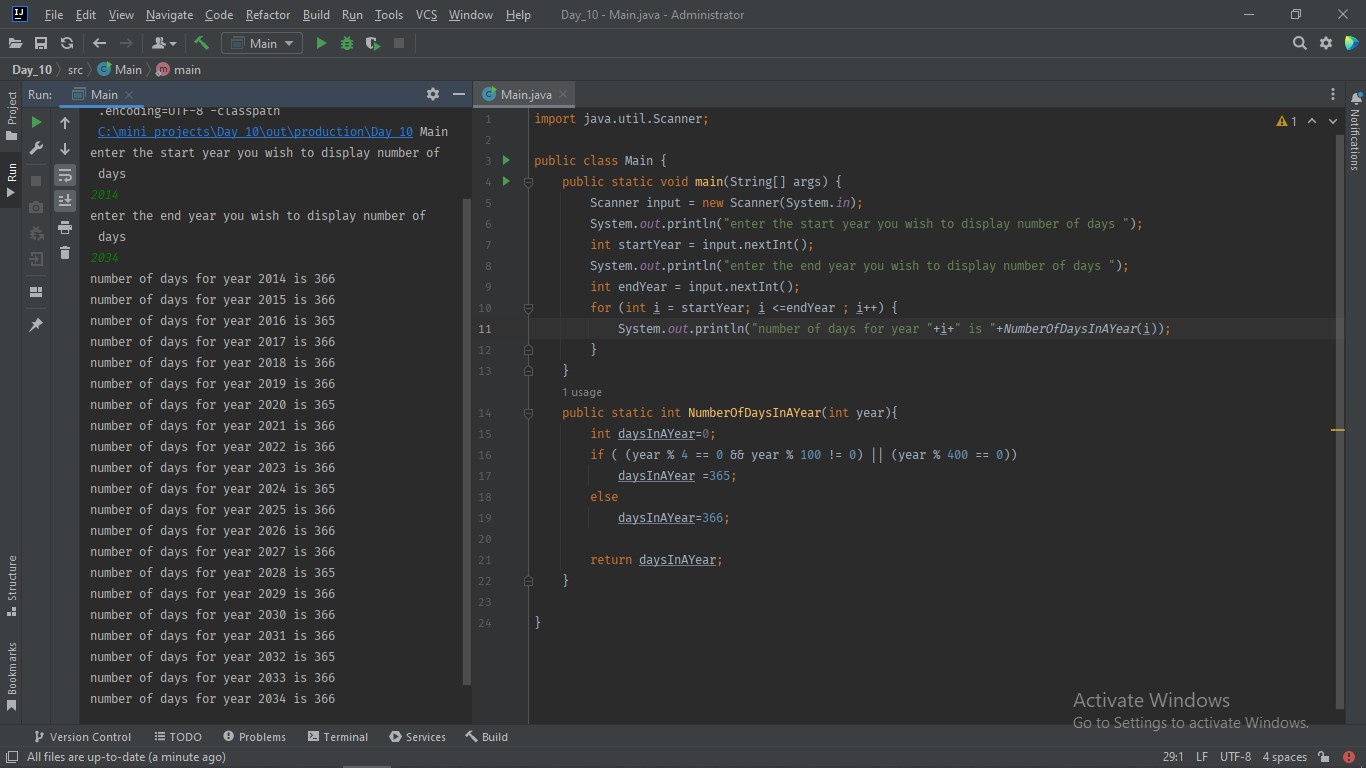 File Edit View Navigate Code Refactor Build Run Tools VCS Window Help Day_10 - Main.java - Administrator
Main
Day_10 src Main main
Run: Main
.encoding=UTF-8 -classpath
C:\mini projects\Day 10\out\production\Day 10 Main
enter the start year you wish to display number of
days
2014
enter the end year you wish to display number of
days
2034
number of days for year 2014 is 366
number of days for year 2015 is 366
number of days for year 2016 is 365
number of days for year 2017 is 366
number of days for year 2018 is 366
number of days for year 2019 is 366
number of days for year 2020 is 365
number of days for year 2021 is 366
number of days for year 2022 is 366
number of days for year 2023 is 366
number of days for year 2024 is 365
number of days for year 2025 is 366
number of days for year 2026 is 366
number of days for year 2027 is 366
number of days for year 2028 is 365
number of days for year 2029 is 366
number of days for year 2030 is 366
number of days for year 2031 is 366
number of days for year 2032 is 365
number of days for year 2033 is 366
number of days for year 2034 is 366
Main.java
1
1 import java.util.Scanner;
2
3 public class Main {
4 public static void main(String[] args) {
5 Scanner input = new Scanner(System.in);
6 System.out.println("enter the start year you wish to display number of days ");
7 int startYear = input.nextInt();
8 System.out.println("enter the end year you wish to display number of days ");
9 int endYear = input.nextInt();
10 for (int i = startYear; i <=endYear ; i++) {
11 System.out.println("number of days for year "+i+" is "+NumberOfDaysInAYear(i));
12 }
13 }
1 usage
14 public static int NumberOfDaysInAYear(int year){
15 int daysInAYear=0;
16 if ( (year % 4 == 0 && year % 100 != 0) || (year % 400 == 0))
17 daysInAYear =365;
18 else
19 daysInAYear=366;
20
21 return daysInAYear;
22 }
23
24 }
Project
Run
Structure
Bookmarks
Notifications
Activate Windows
Go to Settings to activate Windows.
Version Control TODO Problems Terminal Services Build
All files are up-to-date (a minute ago) 29:1 LF UTF-8 4 spaces